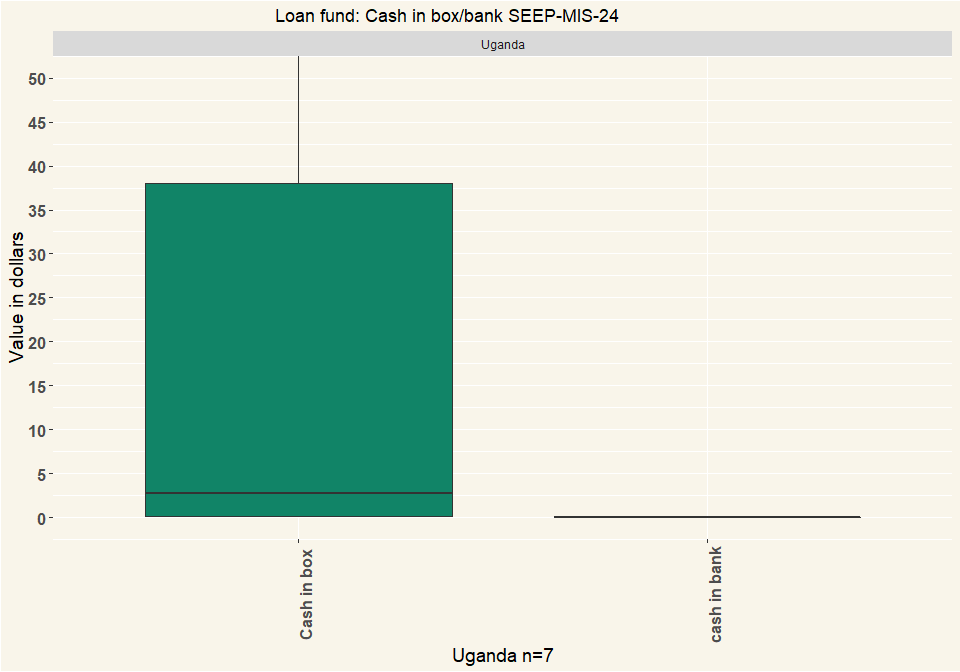 Loan fund: Cash in box/bank SEEP-MIS-24
Uganda
Value in dollars
50
45
40
35
30
25
20
15
10
5
0
Cash in box
cash in bank
Uganda n=7